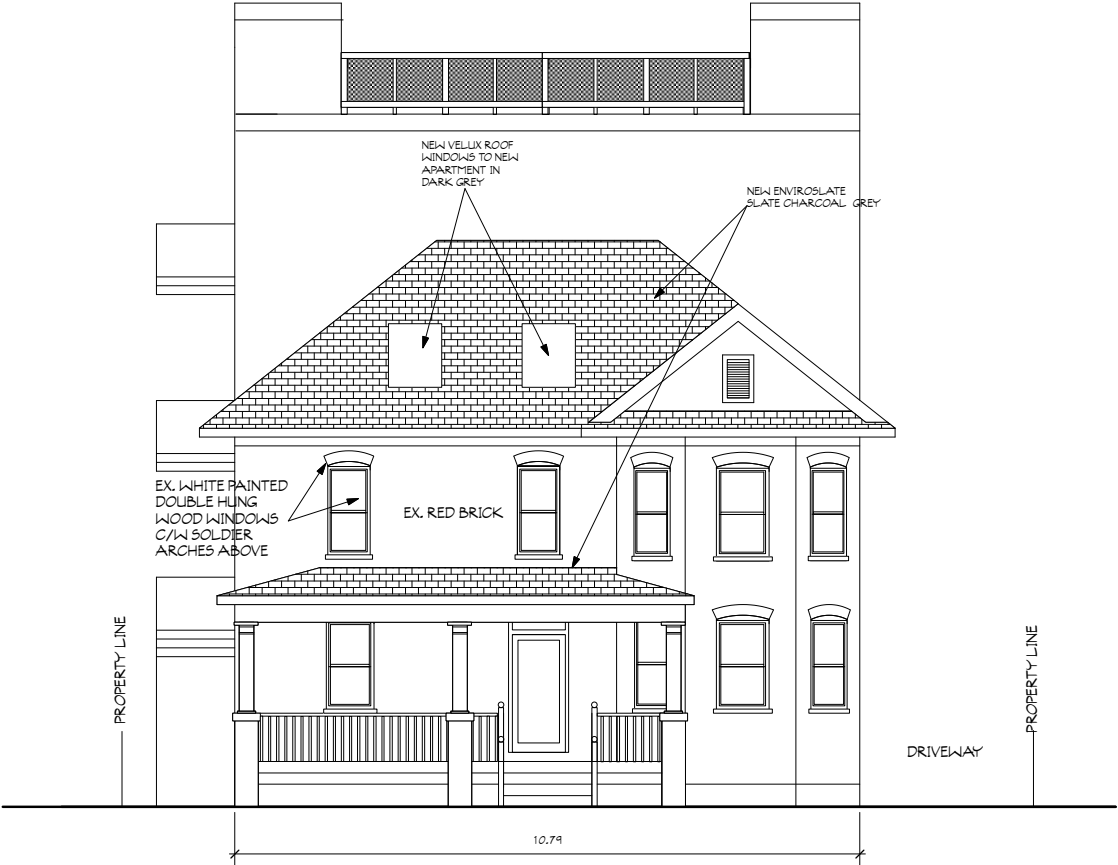 NEW VELUX ROOF
WINDOWS TO NEW
APARTMENT IN
DARK GREY
NEW ENVIROSLATE
SLATE CHARCOAL GREY
EX. WHITE PAINTED
DOUBLE HUNG
WOOD WINDOWS
C/W SOLDIER
ARCHES ABOVE
EX. RED BRICK
PROPERTY LINE
PROPERTY LINE
DRIVEWAY
10.79